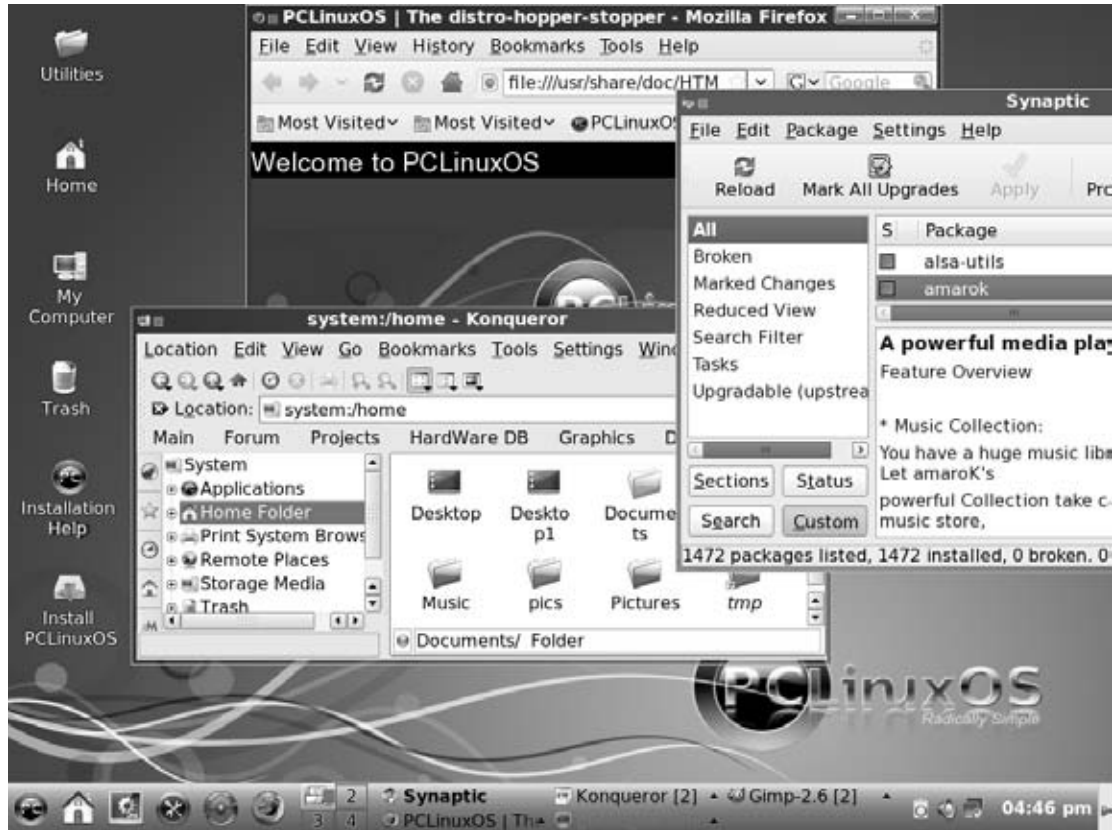 Utilities
Home
My
Computer
Trash
Installation
Help
Install
PCLinuxOS
PCLinuxOS | The distro-hopper-stopper - Mozilla Firefox
File Edit View History Bookmarks Tools Help
file:///usr/share/doc/HTM
Google
Most Visited Most Visited PCLinuxOS
Welcome to PCLinuxOS
Synaptic
File Edit Package Settings Help
Reload Mark All Upgrades Apply Prc
All
Broken
Marked Changes
Reduced View
Search Filter
Tasks
Upgradable (upstrea
Sections Status
Search Custom
S Package
alsa-utils
amarok
A powerful media play
Feature Overview
* Music Collection:
You have a huge music lib
Let amaroK's
powerful Collection take c
music store,
1472 packages listed, 1472 installed, 0 broken. 0
system:/home - Konqueror
Location Edit View Go Bookmarks Tools Settings Wind
Location: system:/home
Main Forum Projects HardWare DB Graphics D
System
Applications
Home Folder
Print System Brows
Remote Places
Storage Media
Trash
Desktop
Deskto
p1
Docume
ts
Music
pics
Pictures
tmp
Documents/ Folder
PCLinuxOS
Radically Simple
2
3 4
Synaptic
PCLinuxOS | Th
Konqueror [2]
Gimp-2.6 [2]
04:46 pm